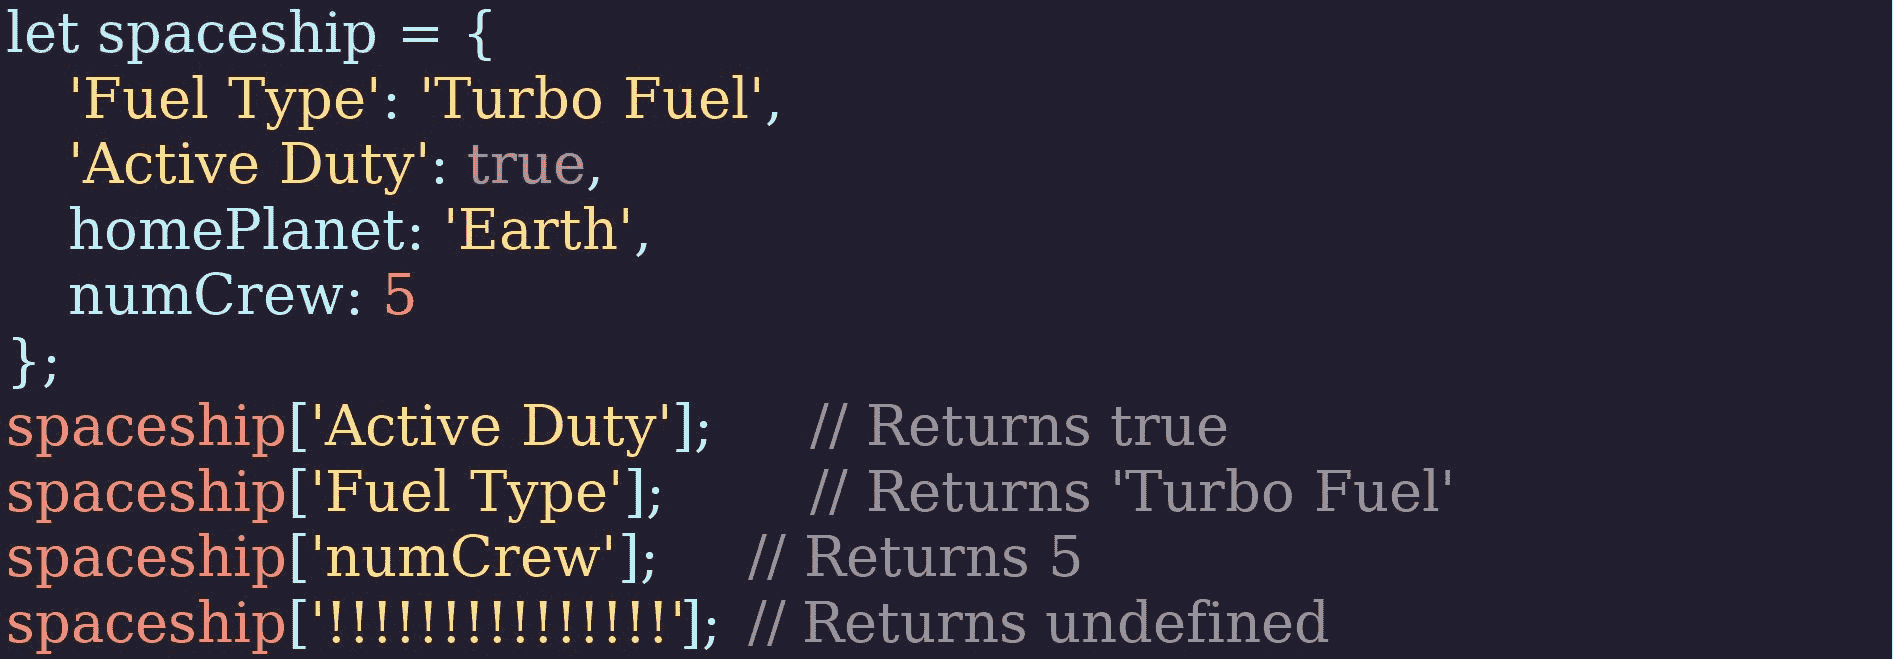 let spaceship = {
    'Fuel Type': 'Turbo Fuel',
    'Active Duty': true,
    homePlanet: 'Earth',
    numCrew: 5
};
spaceship['Active Duty'];    // Returns true
spaceship['Fuel Type'];    // Returns 'Turbo Fuel'
spaceship['numCrew'];    // Returns 5
spaceship['!!!!!!!!!!!!!!!'];  // Returns undefined